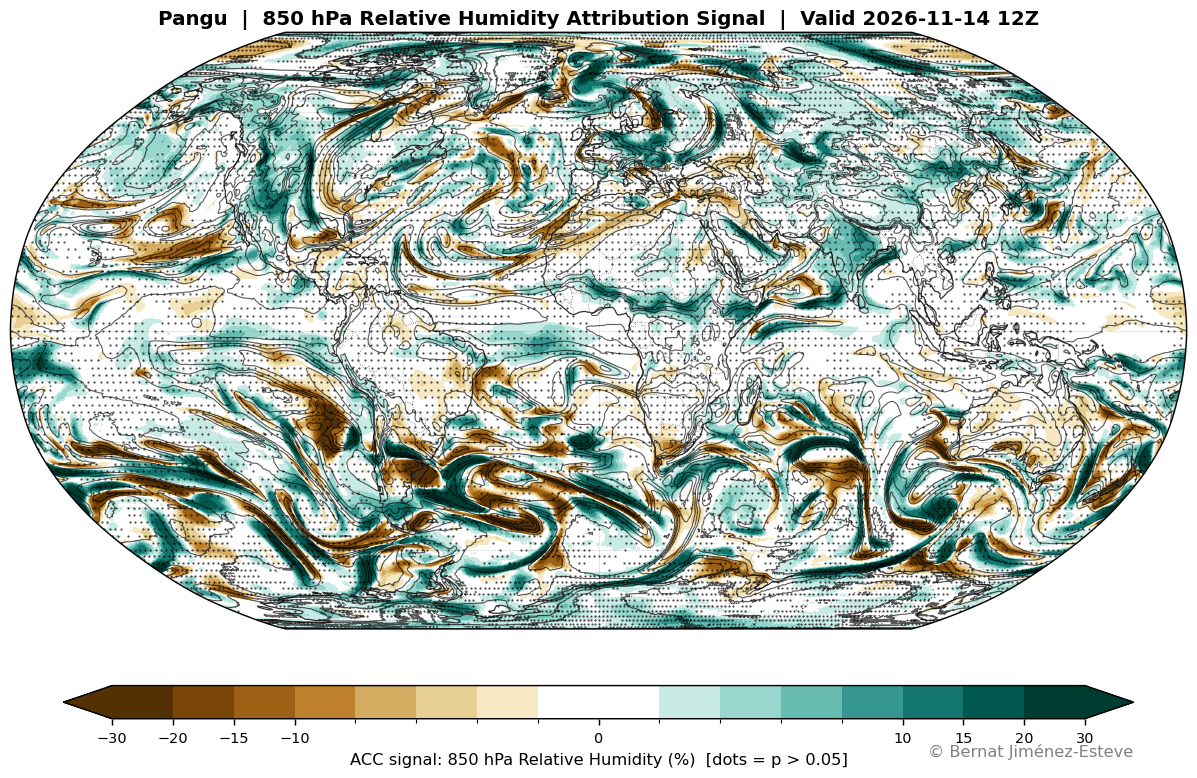 Pangu | 850 hPa Relative Humidity Attribution Signal | Valid 2026-11-14 12Z
−30 −20 −15 −10 0 10 15 20 30
ACC signal: 850 hPa Relative Humidity (%) [dots = p > 0.05]
© Bernat Jiménez-Esteve